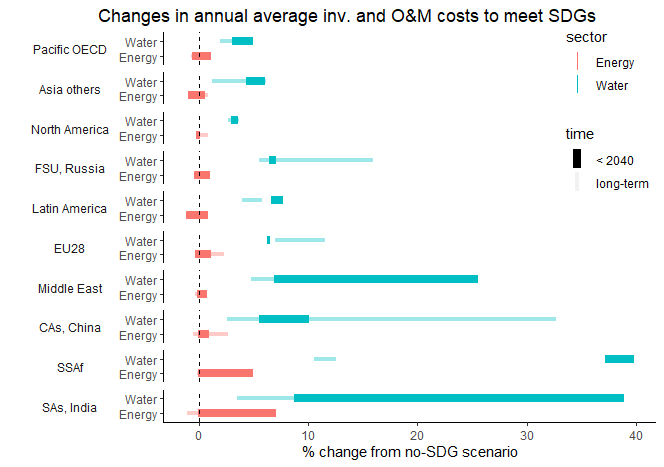 Changes in annual average inv. and O&M costs to meet SDGs
sector
Energy
Water
time
< 2040
long-term
Pacific OECD
Water
Energy
Asia others
Water
Energy
North America
Water
Energy
FSU, Russia
Water
Energy
Latin America
Water
Energy
EU28
Water
Energy
Middle East
Water
Energy
CAs, China
Water
Energy
SSAf
Water
Energy
SAs, India
Water
Energy
0 10 20 30 40
% change from no-SDG scenario